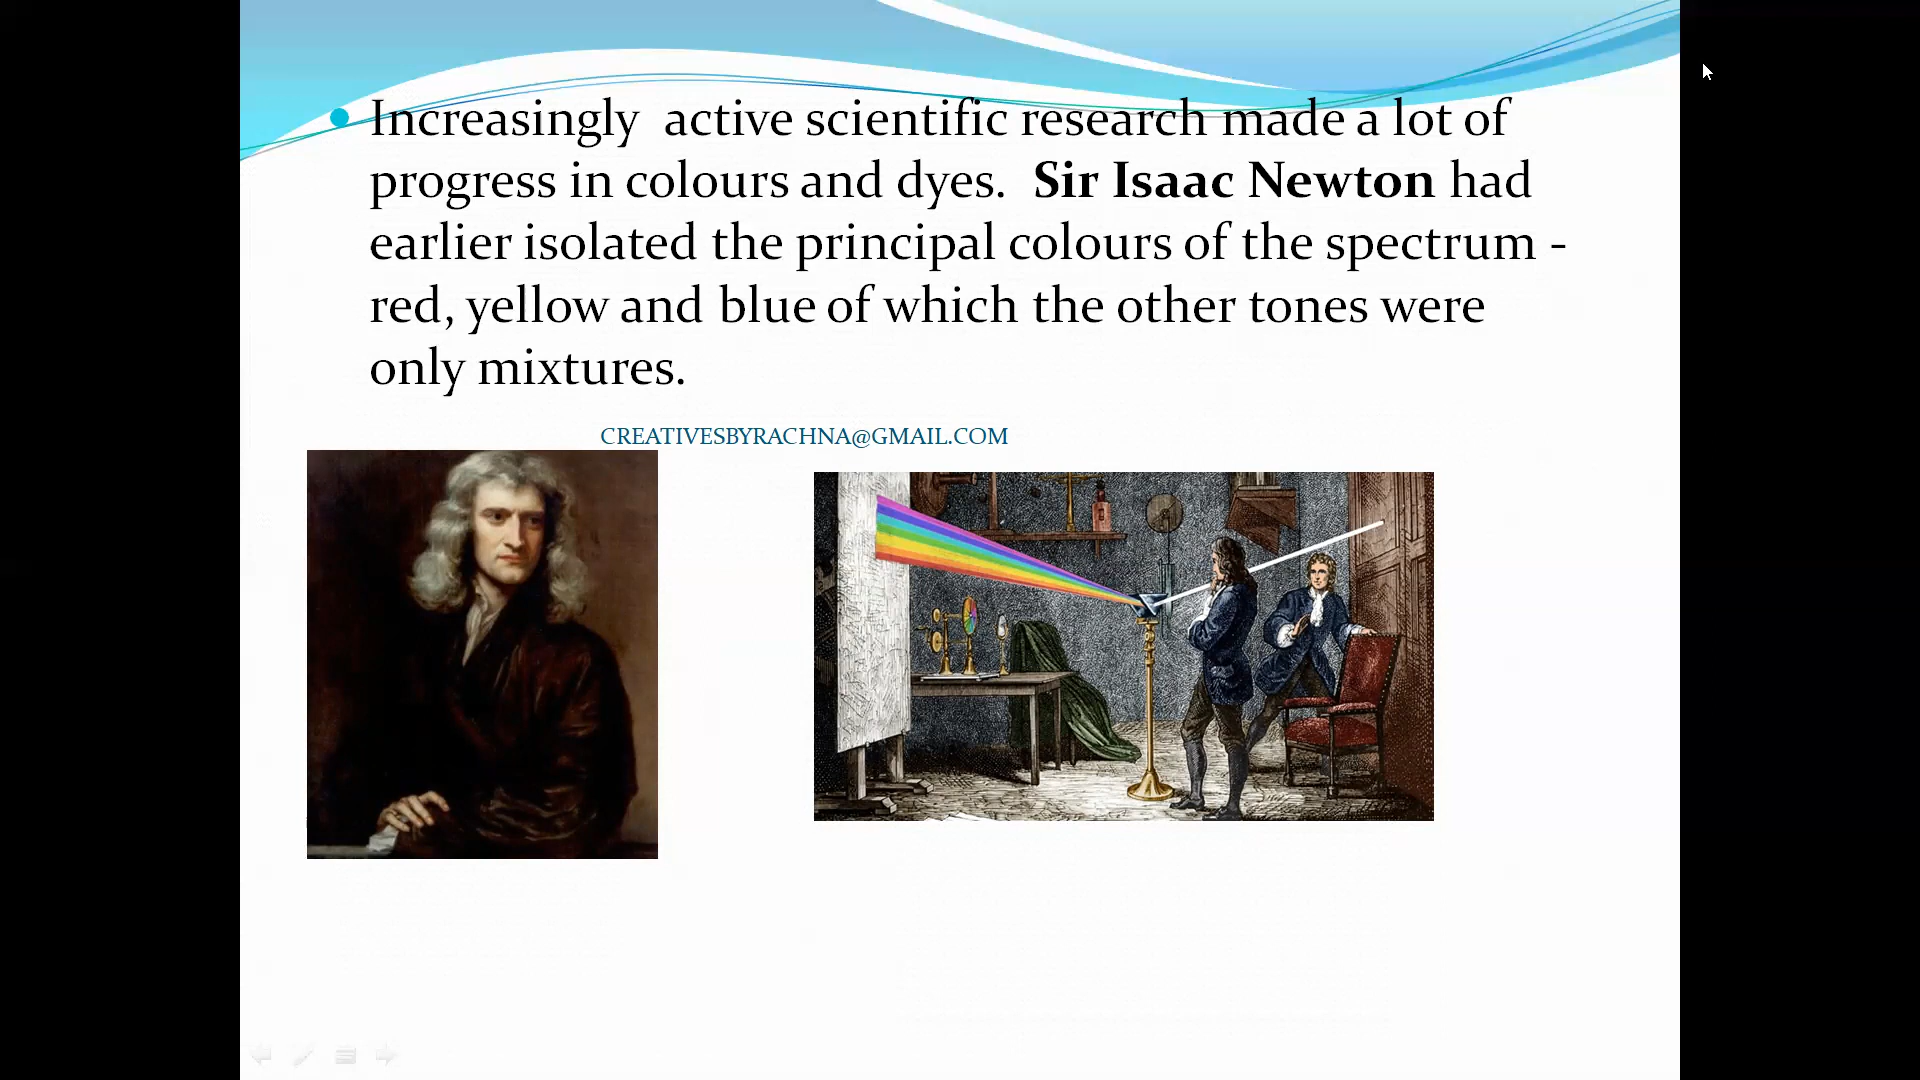 Increasingly  active scientific research made a lot of
progress in colours and dyes.  Sir Isaac Newton had
earlier isolated the principal colours of the spectrum -
red, yellow and blue of which the other tones were
only mixtures.
CREATIVESBYRACHNA@GMAIL.COM